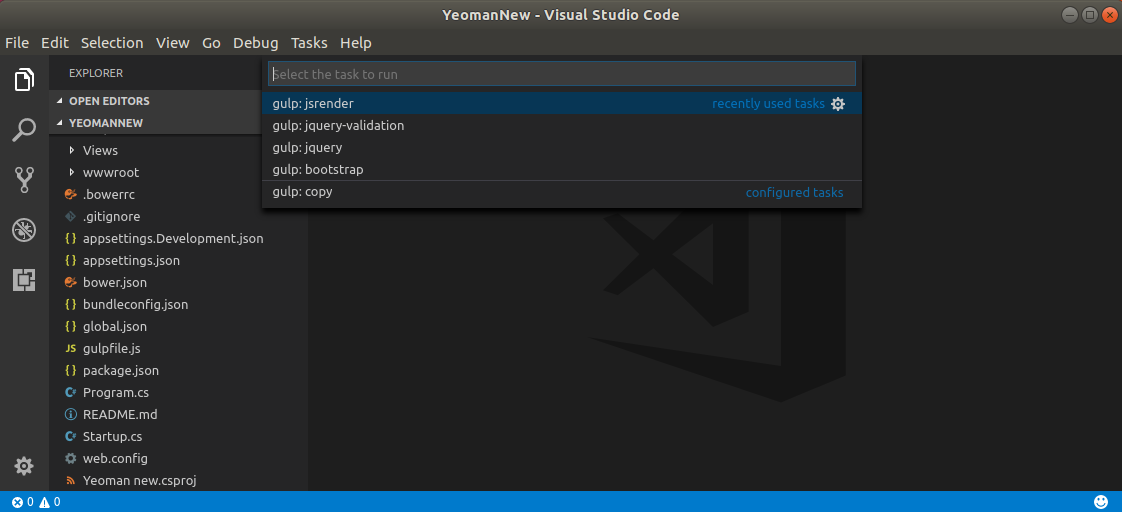 YeomanNew - Visual Studio Code
File Edit Selection View Go Debug Tasks Help
EXPLORER
OPEN EDITORS
YEOMANNEW
Views
wwwroot
.bowerrc
.gitignore
appsettings.Development.json
appsettings.json
bower.json
bundleconfig.json
global.json
gulpfile.js
package.json
Program.cs
README.md
Startup.cs
web.config
Yeoman new.csproj
Select the task to run
gulp: jsrender recently used tasks
gulp: jquery-validation
gulp: jquery
gulp: bootstrap
gulp: copy configured tasks
0 0